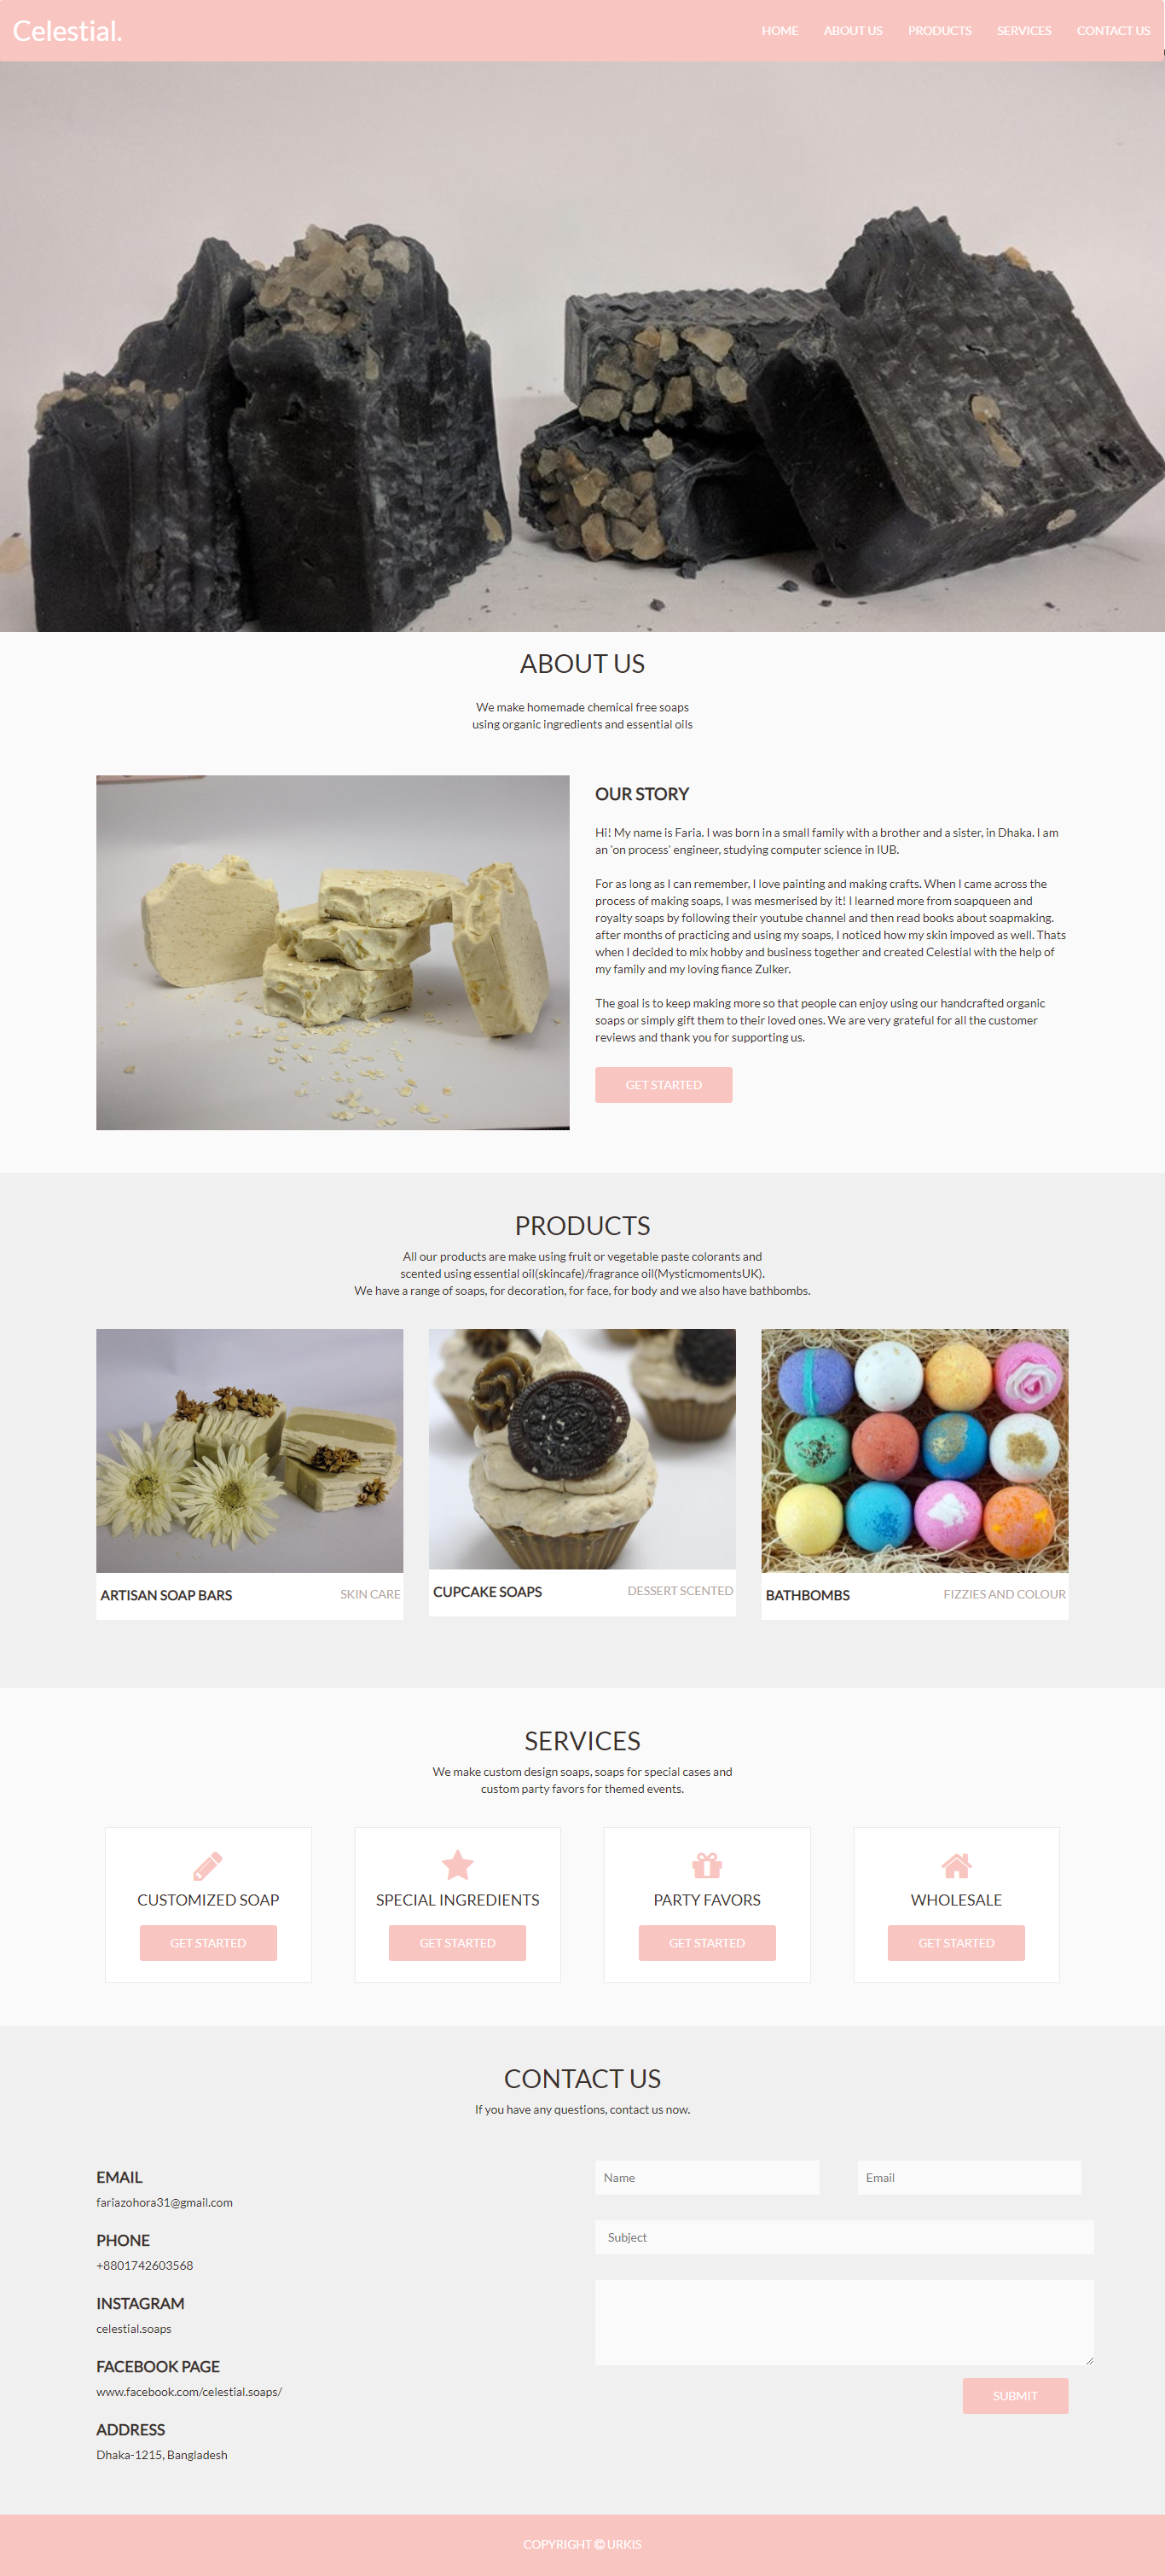 Celestial.
HOME ABOUT US PRODUCTS SERVICES CONTACT US
ABOUT US
We make homemade chemical free soaps
using organic ingredients and essential oils
OUR STORY
Hi! My name is Faria. I was born in a small family with a brother and a sister, in Dhaka. I am
an 'on process' engineer, studying computer science in IUB.
For as long as I can remember, I love painting and making crafts. When I came across the
process of making soaps, I was mesmerised by it! I learned more from soapqueen and
royalty soaps by following their youtube channel and then read books about soapmaking.
after months of practicing and using my soaps, I noticed how my skin impoved as well. Thats
when I decided to mix hobby and business together and created Celestial with the help of
my family and my loving fiance Zulker.
The goal is to keep making more so that people can enjoy using our handcrafted organic
soaps or simply gift them to their loved ones. We are very grateful for all the customer
reviews and thank you for supporting us.
GET STARTED
PRODUCTS
All our products are make using fruit or vegetable paste colorants and
scented using essential oil(skincafe)/fragrance oil(MysticmomentsUK).
We have a range of soaps, for decoration, for face, for body and we also have bathbombs.
ARTISAN SOAP BARS SKIN CARE
CUPCAKE SOAPS DESSERT SCENTED
BATHBOMBS FIZZIES AND COLOUR
SERVICES
We make custom design soaps, soaps for special cases and
custom party favors for themed events.
CUSTOMIZED SOAP
GET STARTED
SPECIAL INGREDIENTS
GET STARTED
PARTY FAVORS
GET STARTED
WHOLESALE
GET STARTED
CONTACT US
If you have any questions, contact us now.
EMAIL
fariazohora31@gmail.com
PHONE
+8801742603568
INSTAGRAM
celestial.soaps
FACEBOOK PAGE
www.facebook.com/celestial.soaps/
ADDRESS
Dhaka-1215, Bangladesh
Name
Email
Subject
SUBMIT
COPYRIGHT © URKIS